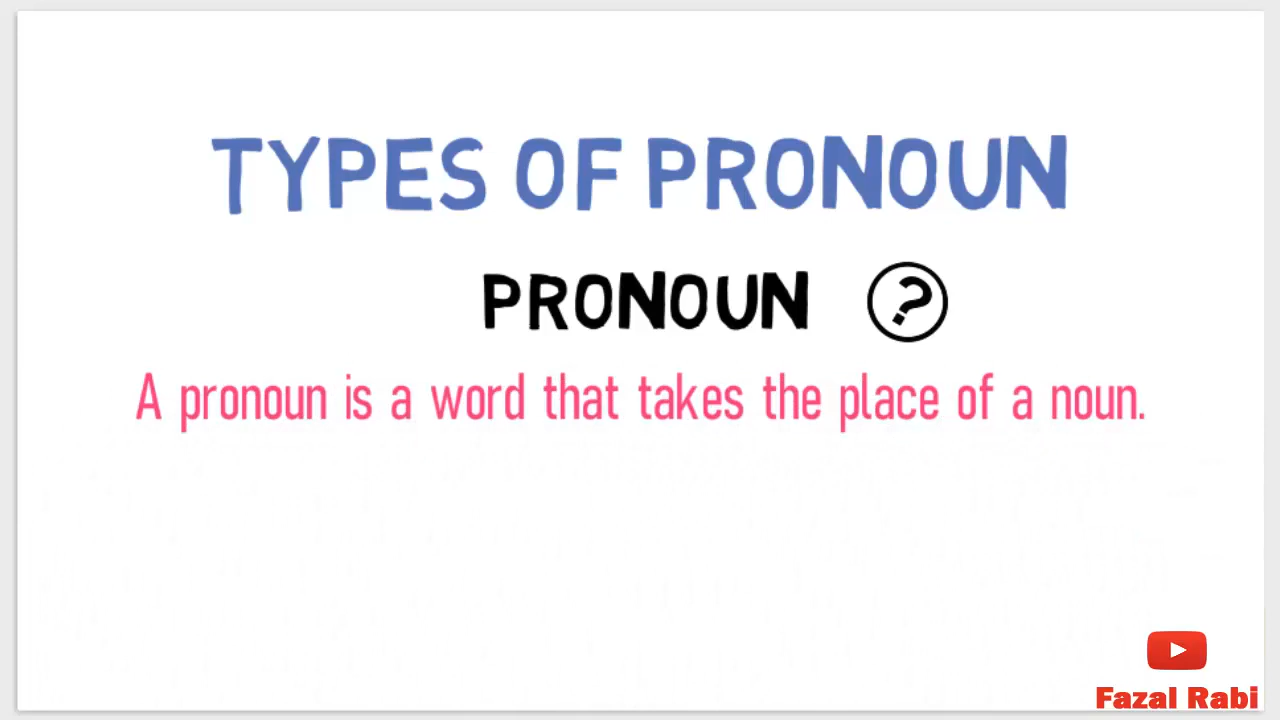 TYPES OF PRONOUN
PRONOUN ?
A pronoun is a word that takes the place of a noun.
Fazal Rabi